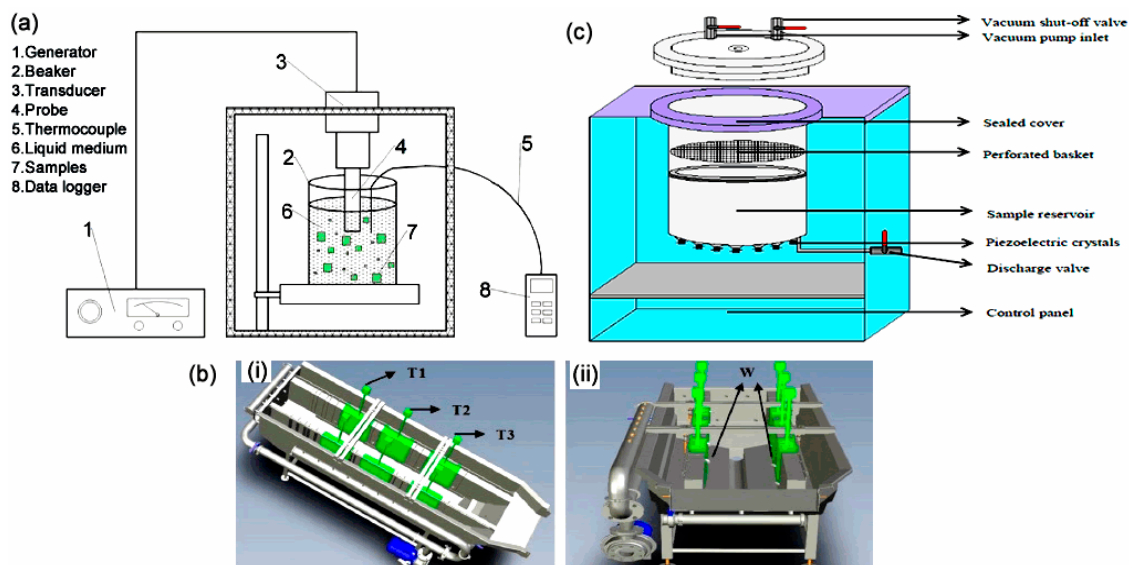 (a)
1.Generator
2.Beaker
3.Transducer
4.Probe
5.Thermocouple
6.Liquid medium
7.Samples
8.Data logger
1
2
3
4
5
6
7
8
(c)
Vacuum shut-off valve
Vacuum pump inlet
Sealed cover
Perforated basket
Sample reservoir
Piezoelectric crystals
Discharge valve
Control panel
(b)
(i)
T1
T2
T3
(ii)
W